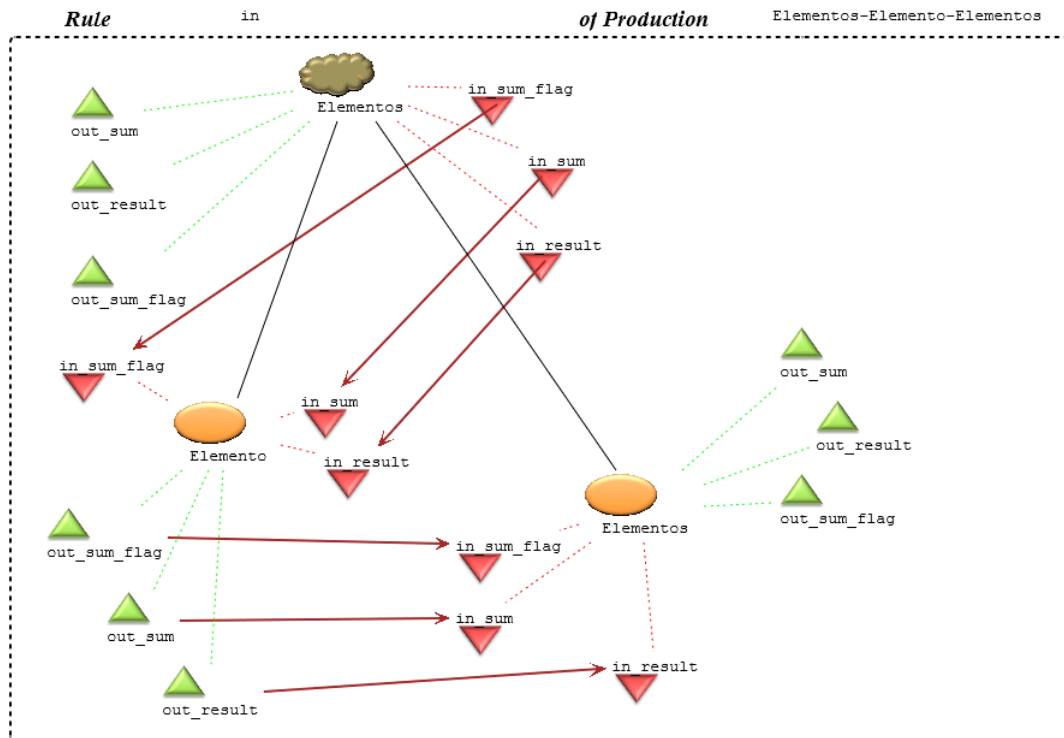 Rule in of Production Elementos-Elemento-Elementos
in_sum_flag
Elementos
out_sum
in_sum
out_result
in_result
out_sum_flag
in_sum_flag
out_sum
in_sum
out_result
Elemento
in_result
out_sum_flag
Elementos
out_sum_flag
in_sum_flag
in_sum
out_sum
in_result
out_result